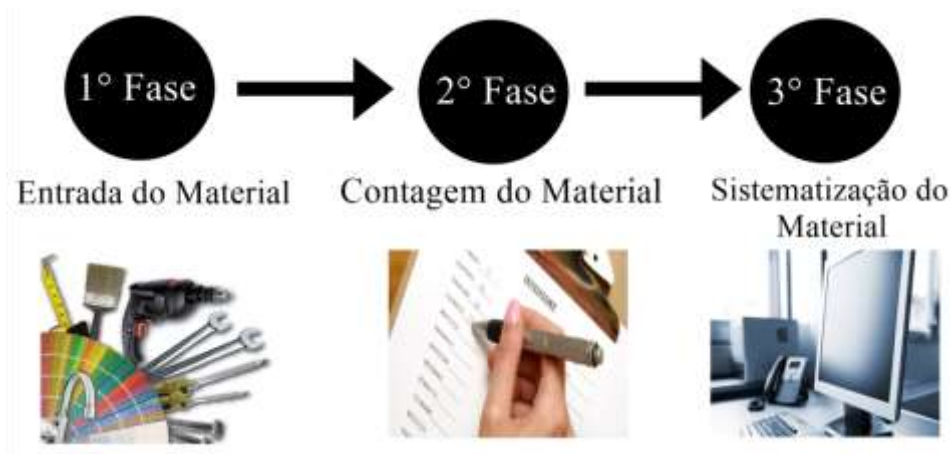 1° Fase
2° Fase
3° Fase
Entrada do Material
Contagem do Material
Sistematização do
Material